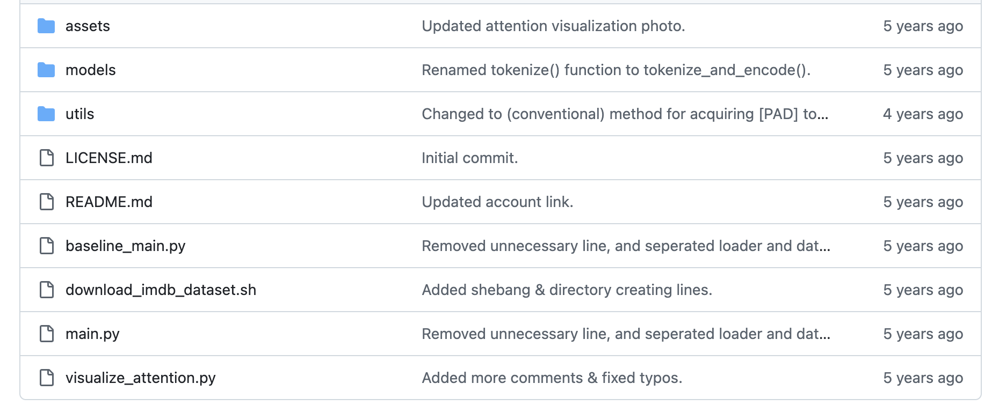 assets Updated attention visualization photo. 5 years ago
models Renamed tokenize() function to tokenize_and_encode(). 5 years ago
utils Changed to (conventional) method for acquiring [PAD] to... 4 years ago
LICENSE.md Initial commit. 5 years ago
README.md Updated account link. 5 years ago
baseline_main.py Removed unnecessary line, and seperated loader and dat... 5 years ago
download_imdb_dataset.sh Added shebang & directory creating lines. 5 years ago
main.py Removed unnecessary line, and seperated loader and dat... 5 years ago
visualize_attention.py Added more comments & fixed typos. 5 years ago